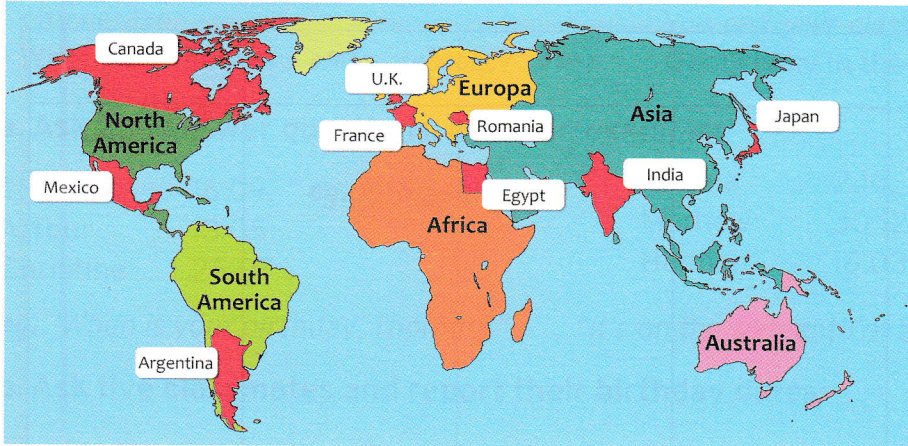 Canada
U.K.
Europa
Asia
Japan
North
America
France
Romania
Mexico
India
Egypt
Africa
South
America
Argentina
Australia